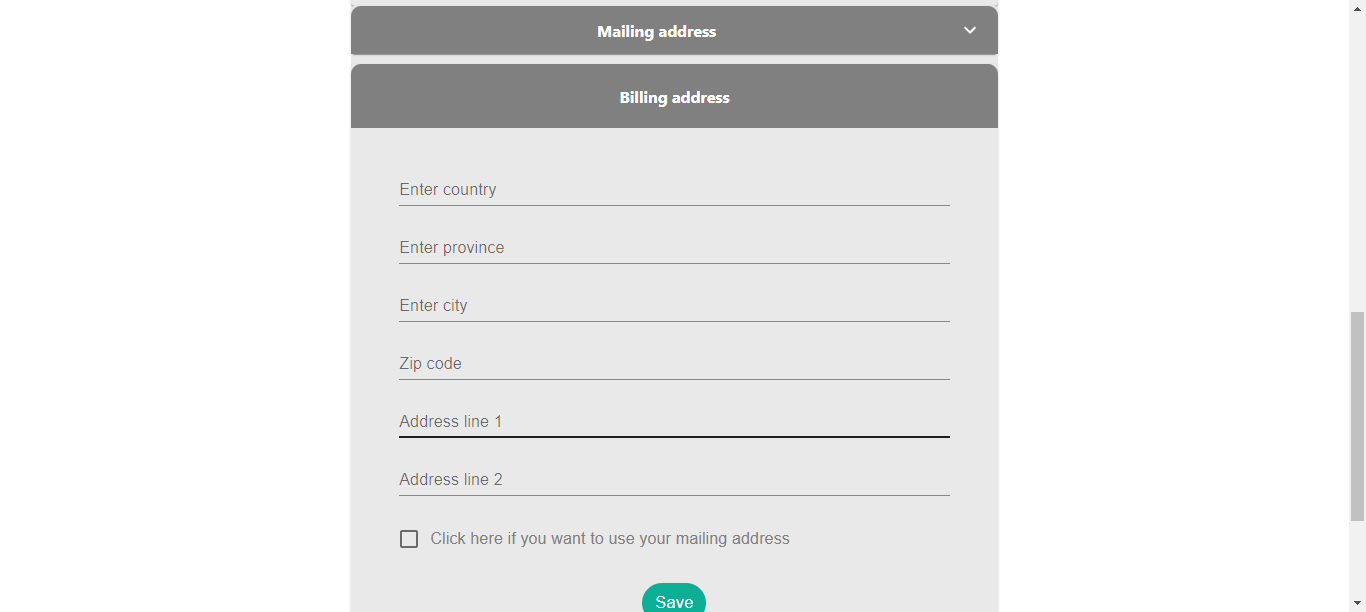 Mailing address
Billing address
Enter country
Enter province
Enter city
Zip code
Address line 1
Address line 2
Click here if you want to use your mailing address
Save